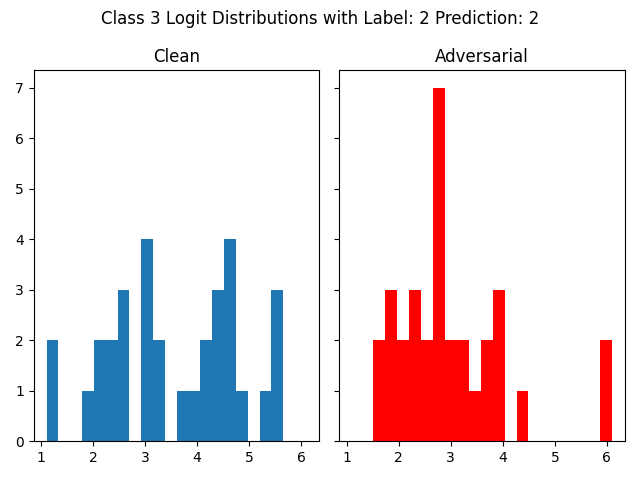 Class 3 Logit Distributions with Label: 2 Prediction: 2
Clean
Adversarial
7
6
5
4
3
2
1
0
1 2 3 4 5 6
1 2 3 4 5 6